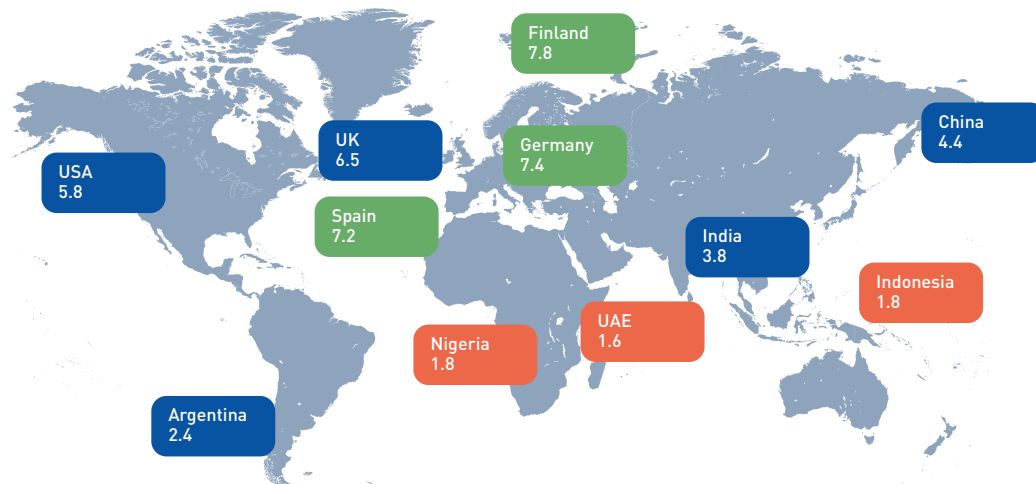 Finland
7.8
UK
6.5
Germany
7.4
China
4.4
USA
5.8
Spain
7.2
India
3.8
Indonesia
1.8
UAE
1.6
Nigeria
1.8
Argentina
2.4